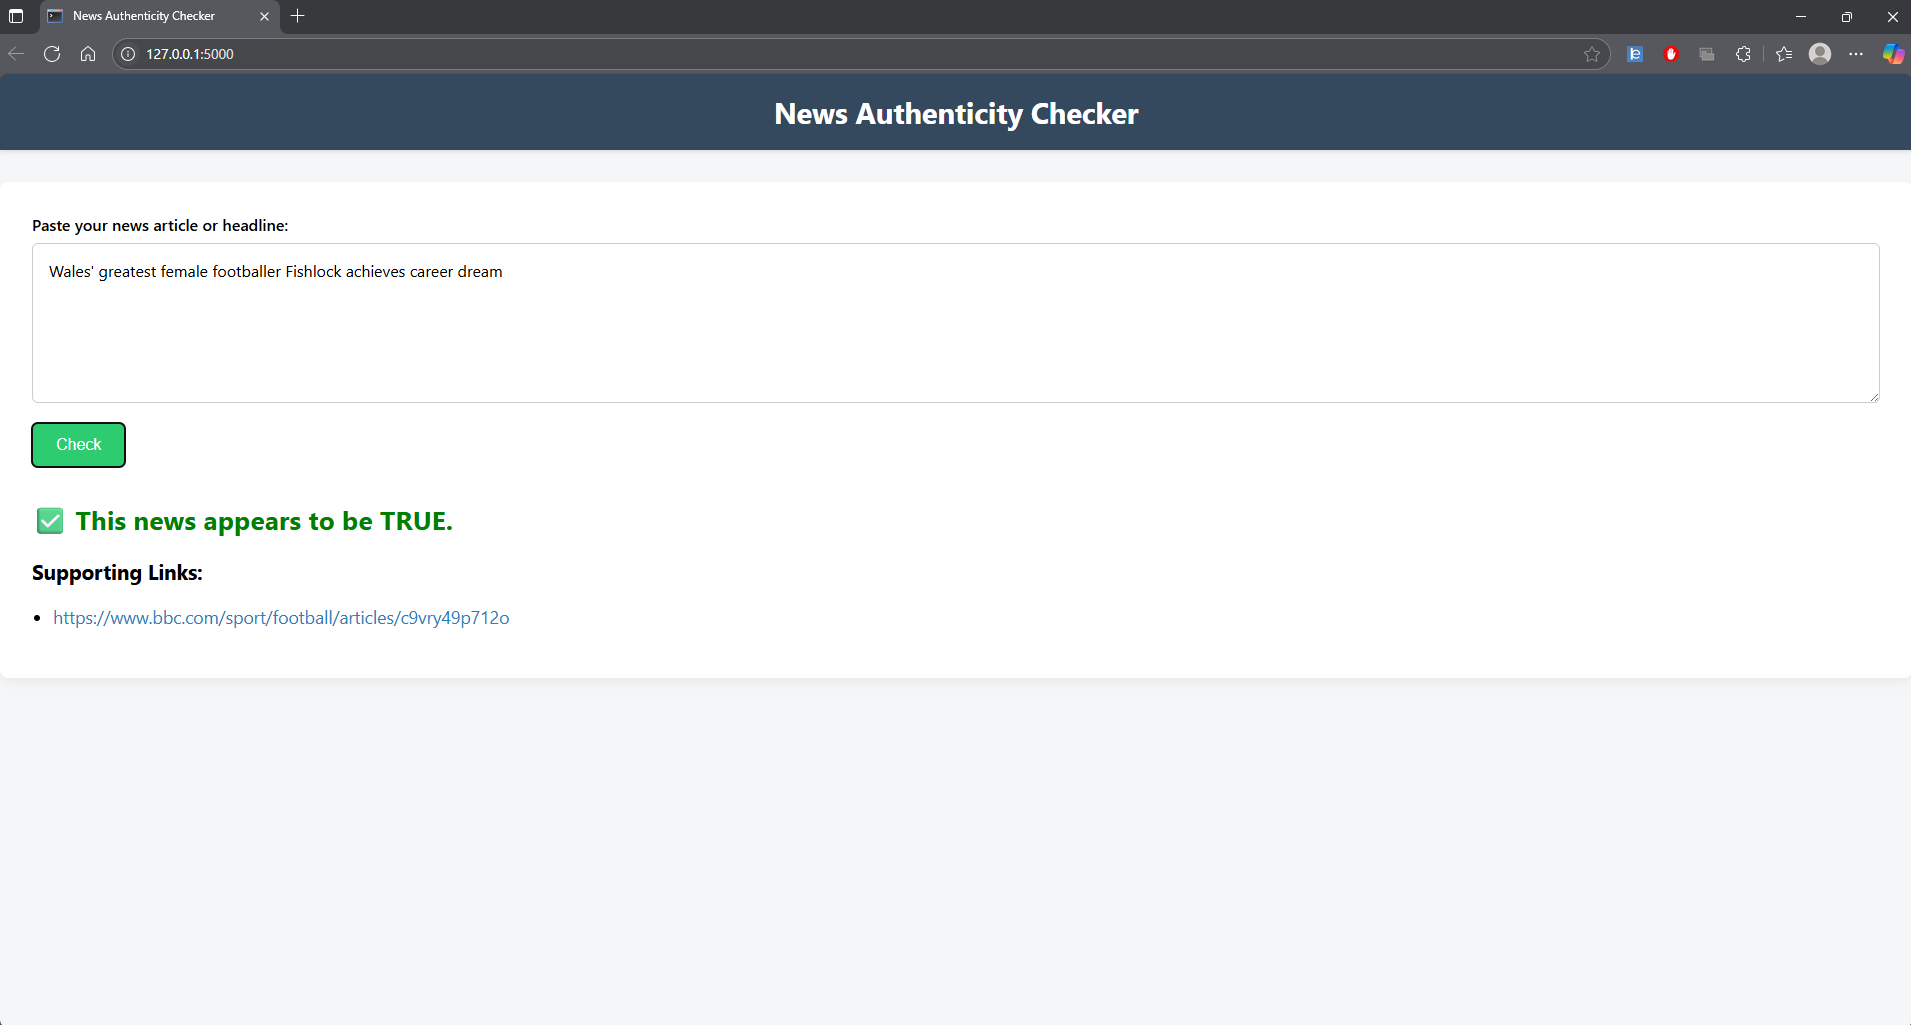 News Authenticity Checker
127.0.0.1:5000
News Authenticity Checker
Paste your news article or headline:
Wales' greatest female footballer Fishlock achieves career dream
Check
This news appears to be TRUE.
Supporting Links:
https://www.bbc.com/sport/football/articles/c9vry49p712o